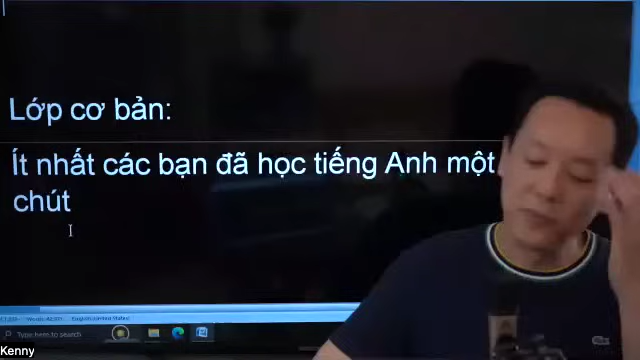 Lớp cơ bản:
Ít nhất các bạn đã học tiếng Anh một
chút
Type here to search
Kenny